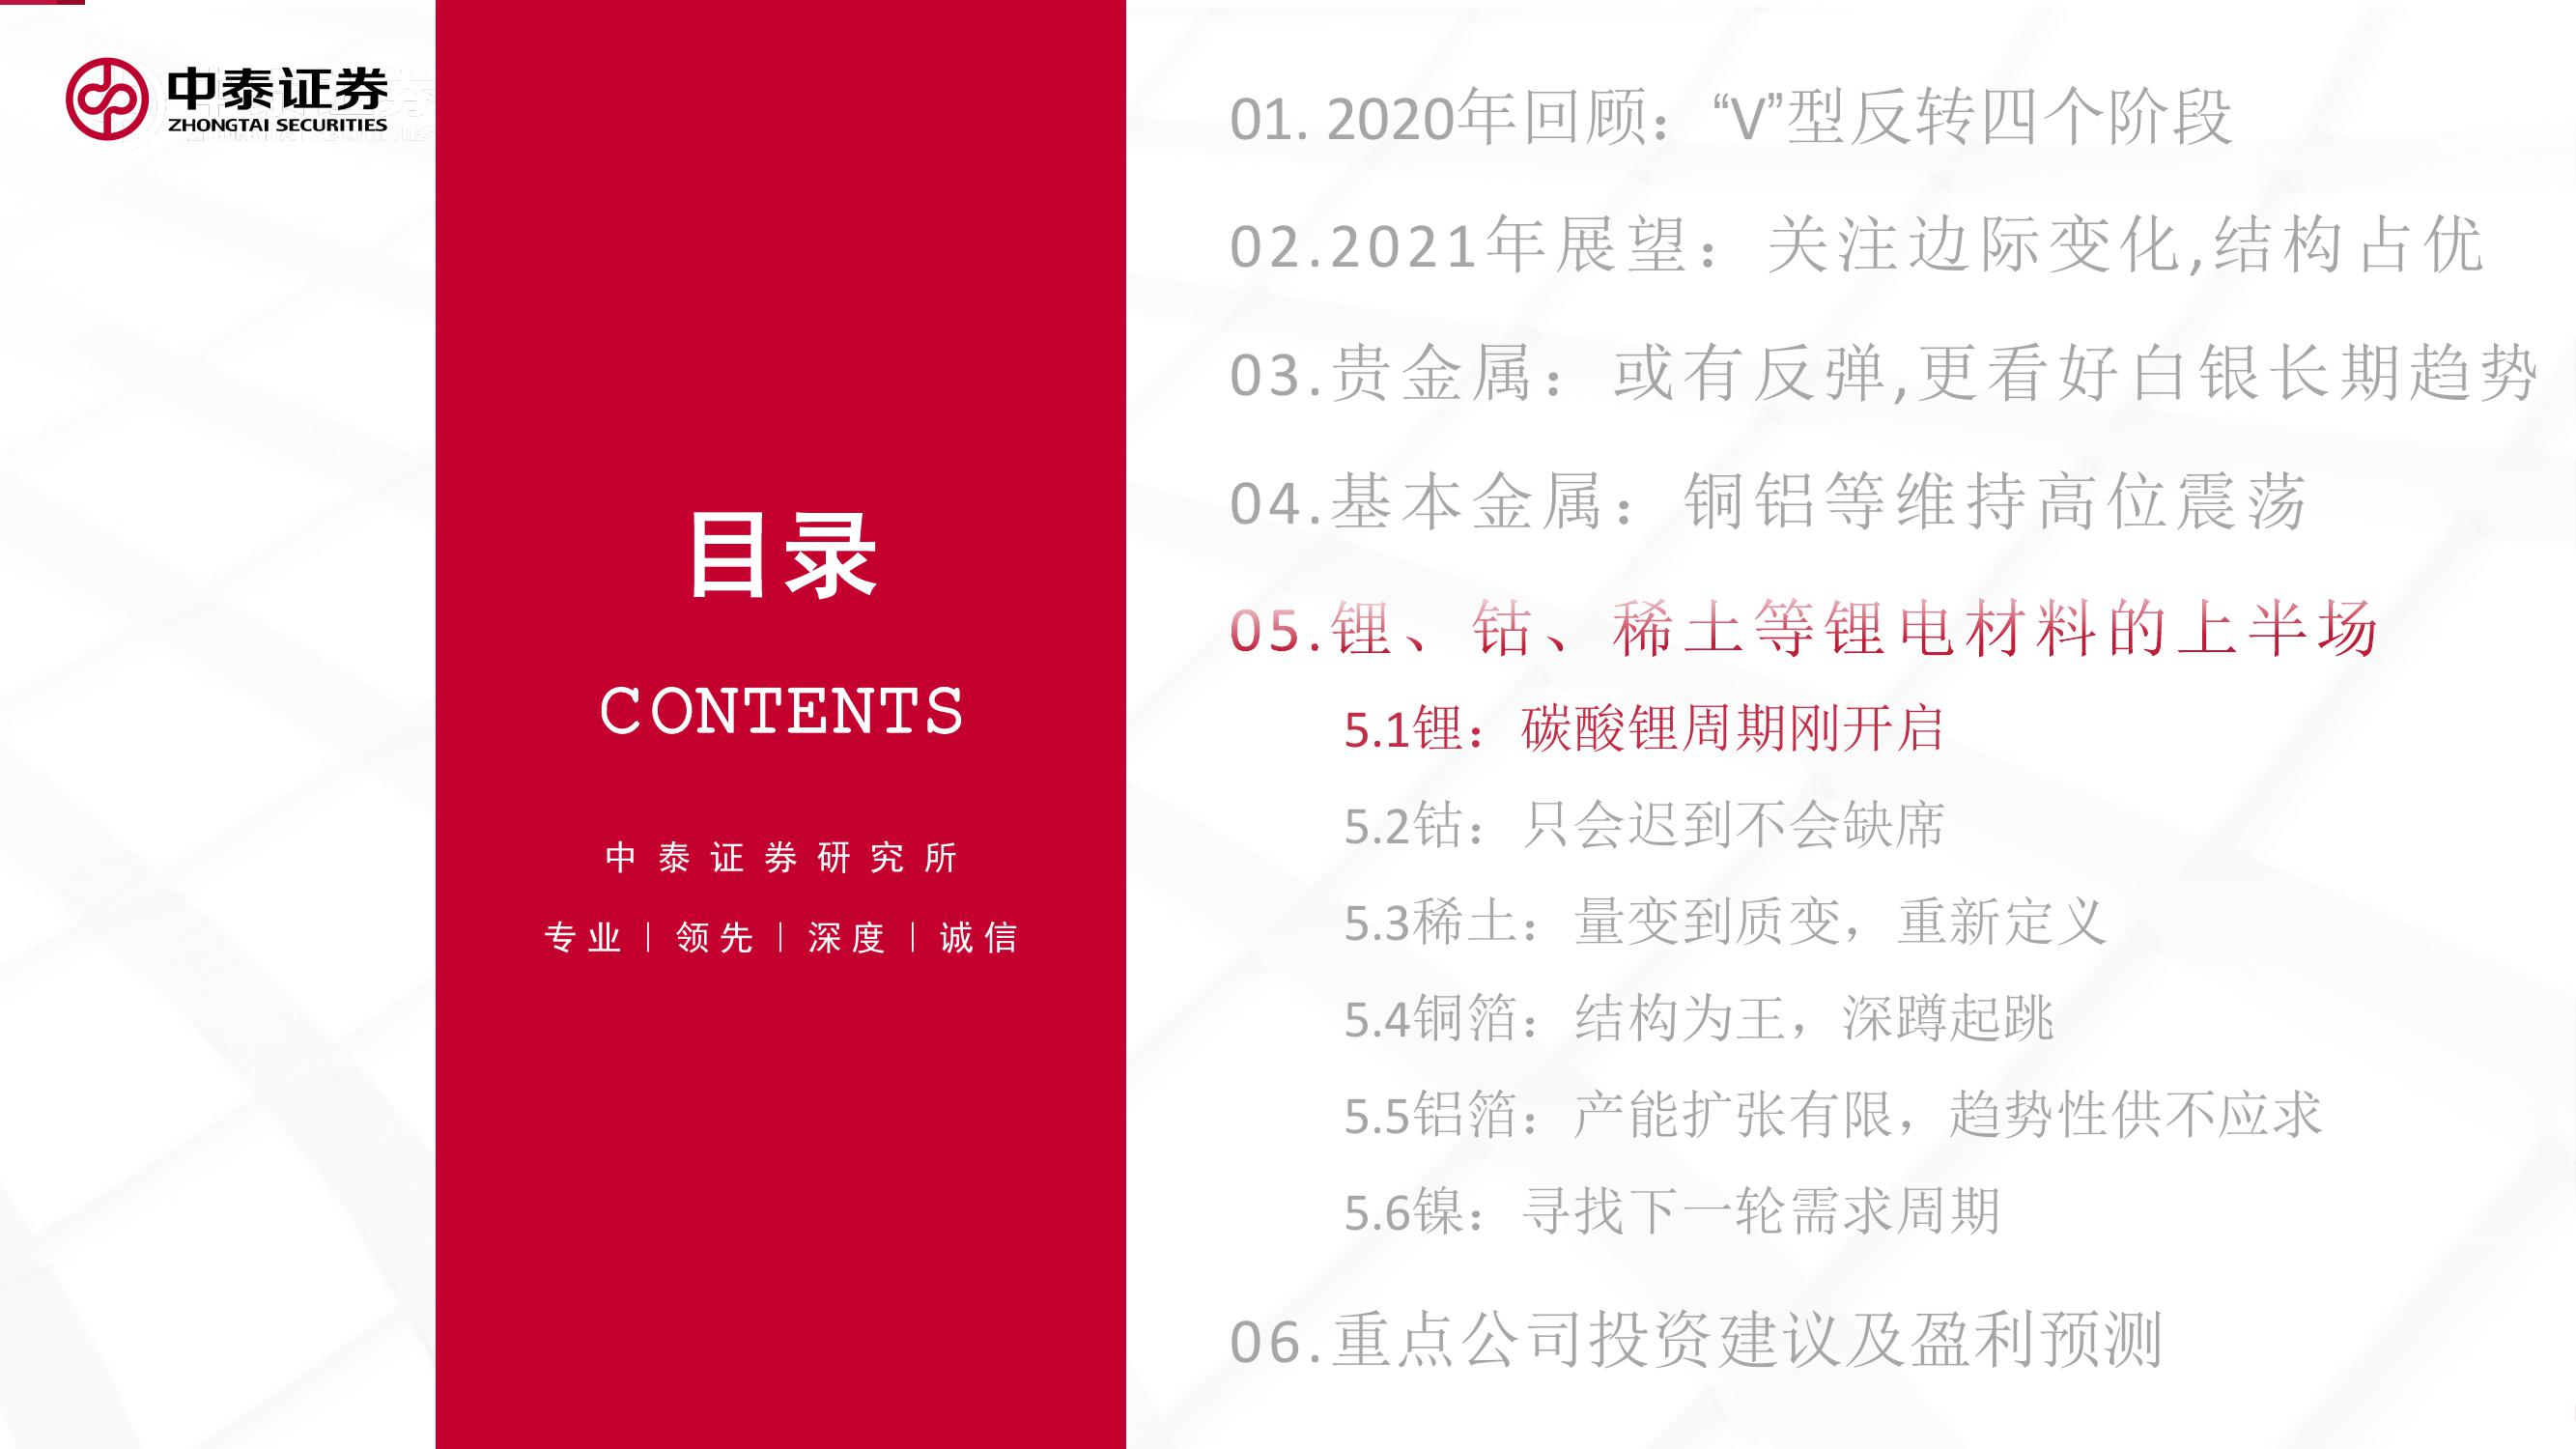 中泰证券
ZHONGTAI SECURITIES
目录
CONTENTS
中泰证券研究所
专业｜领先｜深度｜诚信
01. 2020年回顾：“V”型反转四个阶段
02.2021年展望：关注边际变化,结构占优
03.贵金属：或有反弹,更看好白银长期趋势
04.基本金属：铜铝等维持高位震荡
05.锂、钴、稀土等锂电材料的上半场
5.1锂：碳酸锂周期刚开启
5.2钴：只会迟到不会缺席
5.3稀土：量变到质变，重新定义
5.4铜箔：结构为王，深蹲起跳
5.5铝箔：产能扩张有限，趋势性供不应求
5.6镍：寻找下一轮需求周期
06.重点公司投资建议及盈利预测